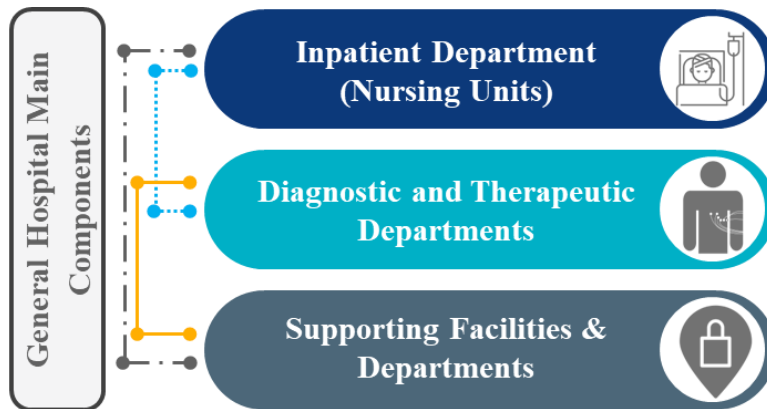 General Hospital Main
Components
Inpatient Department
(Nursing Units)
Diagnostic and Therapeutic
Departments
Supporting Facilities &
Departments